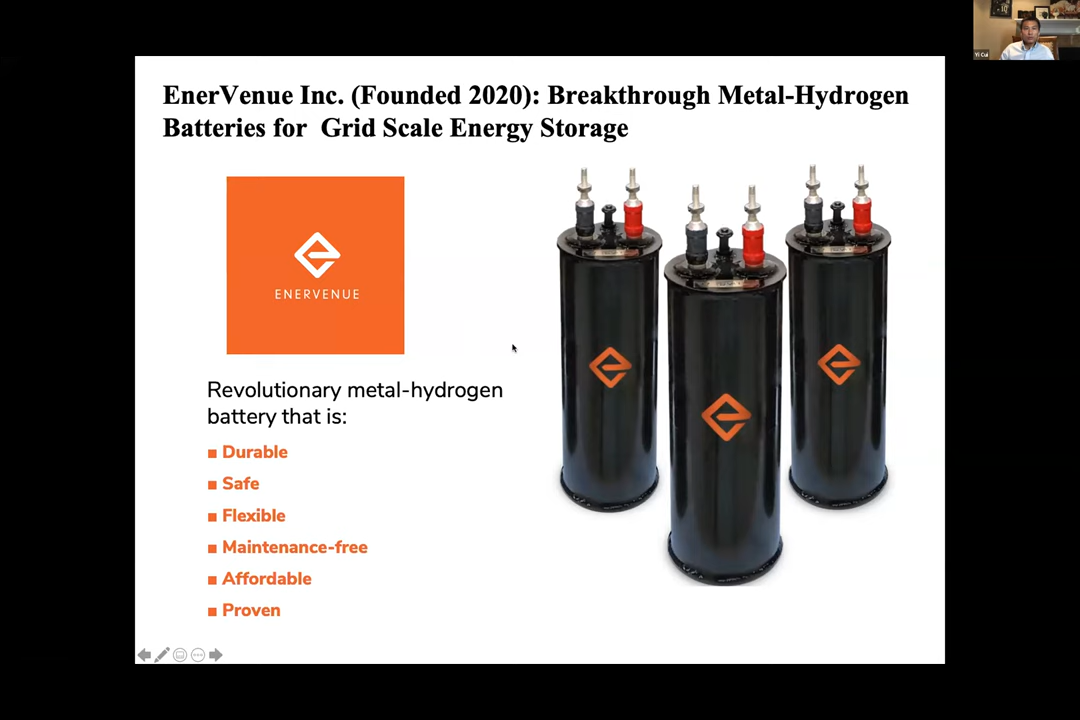 Yi Cui
EnerVenue Inc. (Founded 2020): Breakthrough Metal-Hydrogen
Batteries for  Grid Scale Energy Storage
ENERVENUE
Revolutionary metal-hydrogen
battery that is:
■ Durable
■ Safe
■ Flexible
■ Maintenance-free
■ Affordable
■ Proven